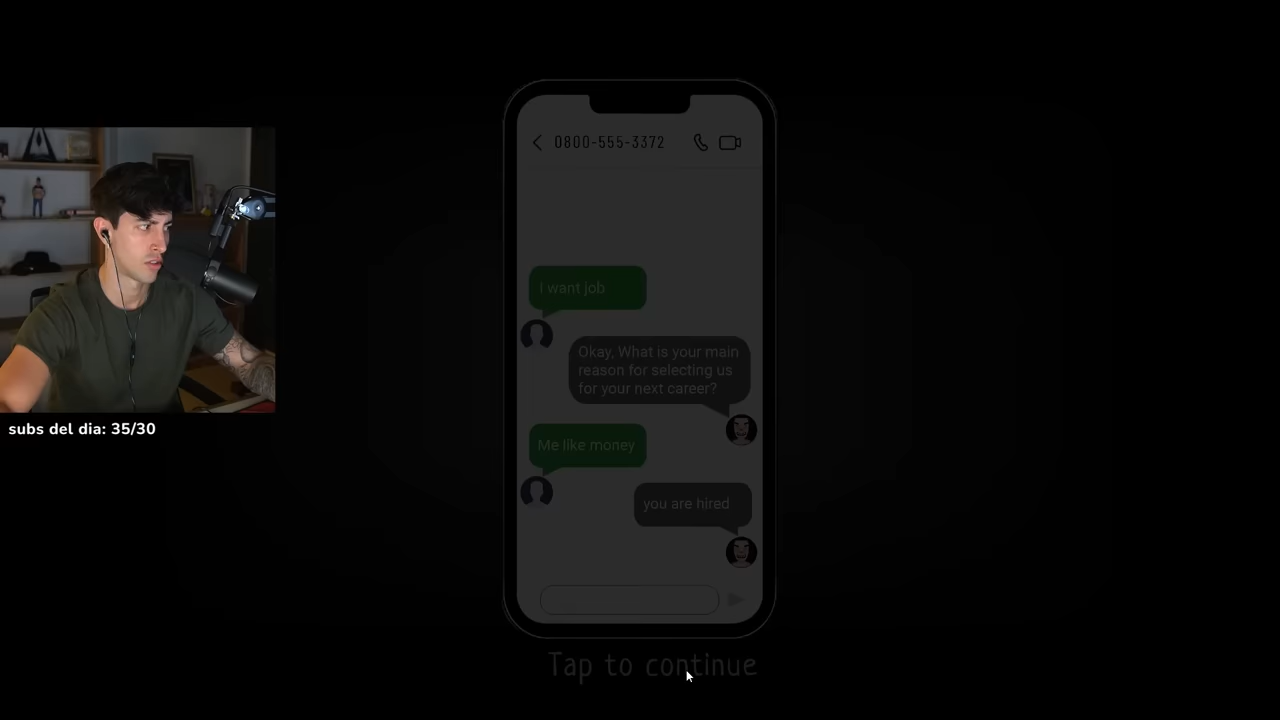 0800-555-3372
I want job
Okay, What is your main
reason for selecting us
for your next career?
subs del dia: 35/30
Me like money
you are hired
Tap to continue